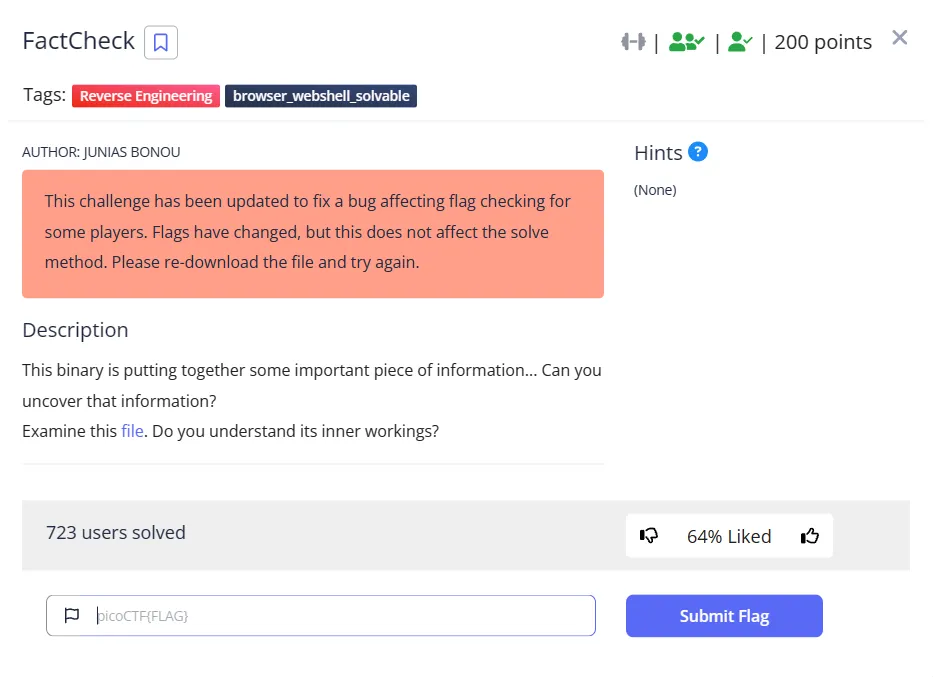 FactCheck
| | | 200 points
Tags: Reverse Engineering browser_webshell_solvable
AUTHOR: JUNIAS BONOU
This challenge has been updated to fix a bug affecting flag checking for
some players. Flags have changed, but this does not affect the solve
method. Please re-download the file and try again.
Hints ?
(None)
Description
This binary is putting together some important piece of information... Can you
uncover that information?
Examine this file. Do you understand its inner workings?
723 users solved
64% Liked
picoCTF{FLAG}
Submit Flag